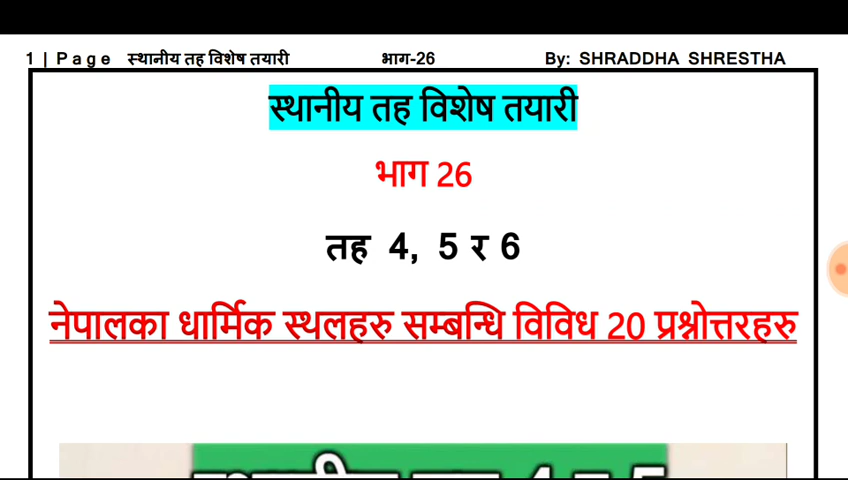 1 | P a g e स्थानीय तह विशेष तयारी भाग-26 By: SHRADDHA SHRESTHA
स्थानीय तह विशेष तयारी
भाग 26
तह 4, 5 र 6
नेपालका धार्मिक स्थलहरु सम्बन्धि विविध 20 प्रश्नोत्तरहरु